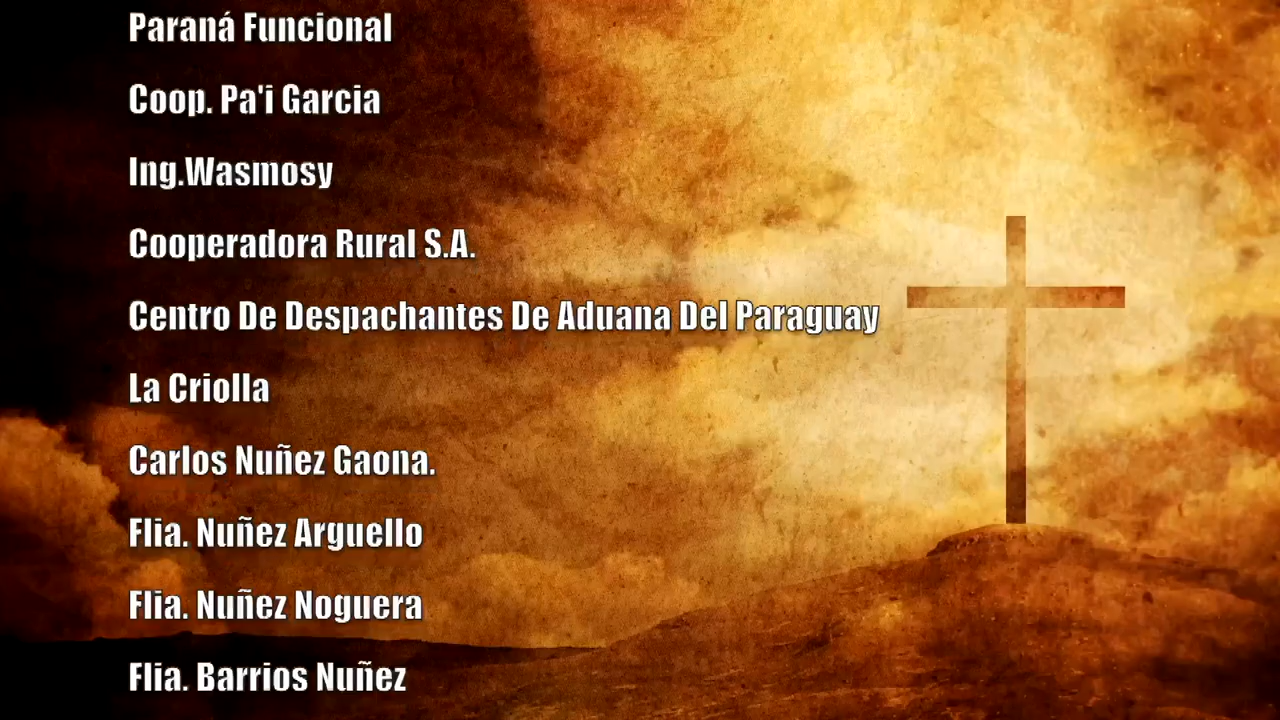 Paraná Funcional
Coop. Pa'i Garcia
Ing.Wasmosy
Cooperadora Rural S.A.
Centro De Despachantes De Aduana Del Paraguay
La Criolla
Carlos Nuñez Gaona.
Flia. Nuñez Arguello
Flia. Nuñez Noguera
Flia. Barrios Nuñez